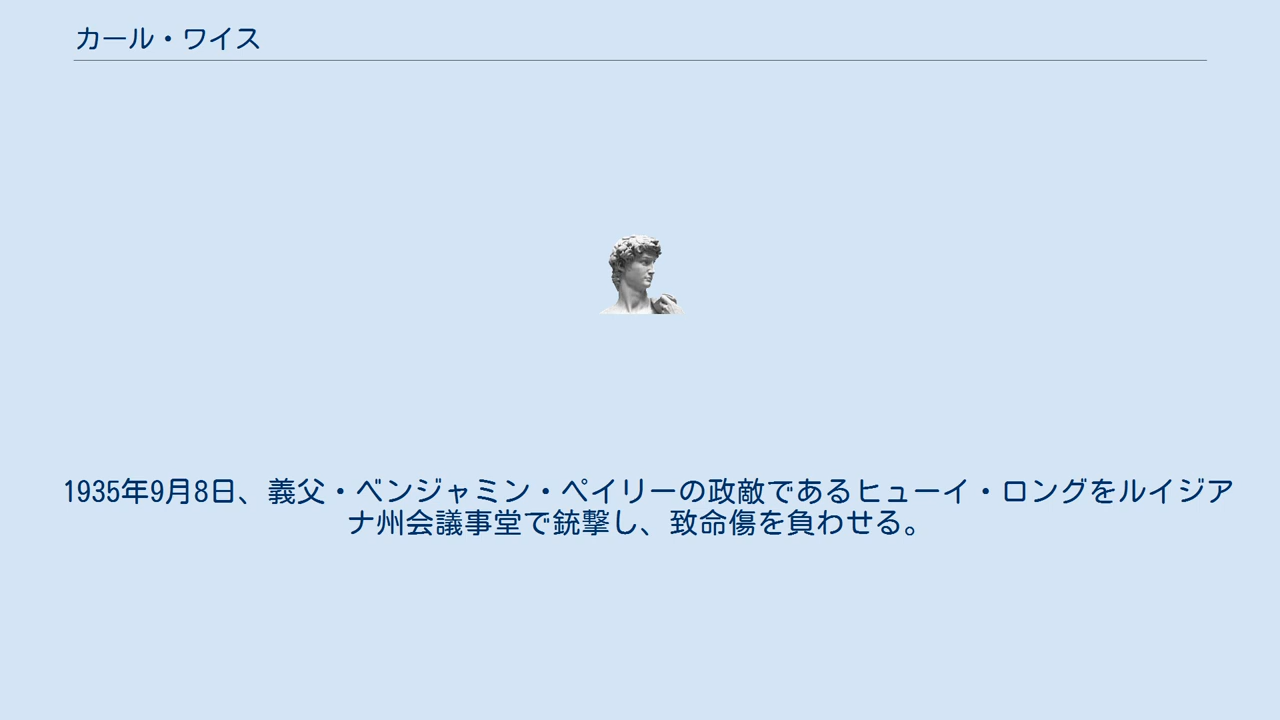 カール・ワイス
1935年9月8日、義父・ベンジャミン・ペイリーの政敵であるヒューイ・ロングをルイジア
ナ州会議事堂で銃撃し、致命傷を負わせる。